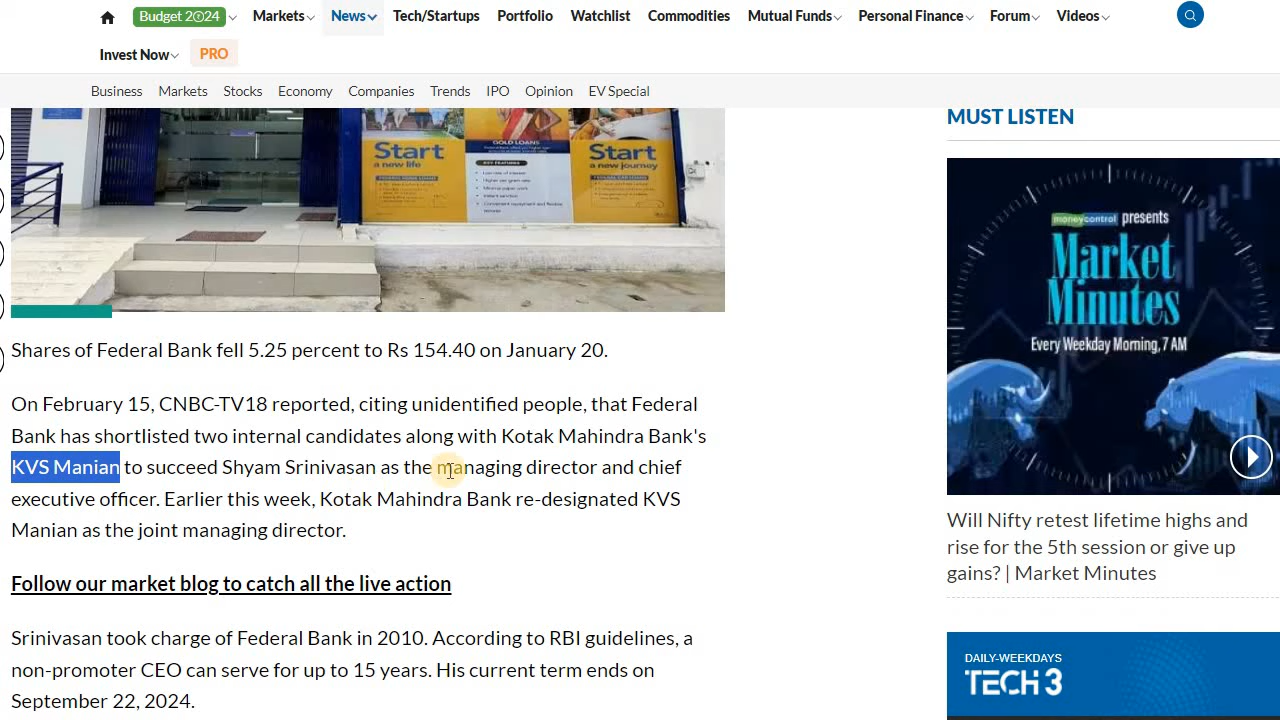 Budget 2024
Markets
News
Tech/Startups
Portfolio
Watchlist
Commodities
Mutual Funds
Personal Finance
Forum
Videos
Invest Now
PRO
Business
Markets
Stocks
Economy
Companies
Trends
IPO
Opinion
EV Special
Start
a new life
GOLD LOANS
KEY FEATURES
Start
a new journey
Shares of Federal Bank fell 5.25 percent to Rs 154.40 on January 20.
On February 15, CNBC-TV18 reported, citing unidentified people, that Federal
Bank has shortlisted two internal candidates along with Kotak Mahindra Bank's
KVS Manian to succeed Shyam Srinivasan as the managing director and chief
executive officer. Earlier this week, Kotak Mahindra Bank re-designated KVS
Manian as the joint managing director.
Follow our market blog to catch all the live action
Srinivasan took charge of Federal Bank in 2010. According to RBI guidelines, a
non-promoter CEO can serve for up to 15 years. His current term ends on
September 22, 2024.
MUST LISTEN
moneycontrol presents
Market
Minutes
Every Weekday Morning, 7 AM
Will Nifty retest lifetime highs and
rise for the 5th session or give up
gains? | Market Minutes
DAILY-WEEKDAYS
TECH3